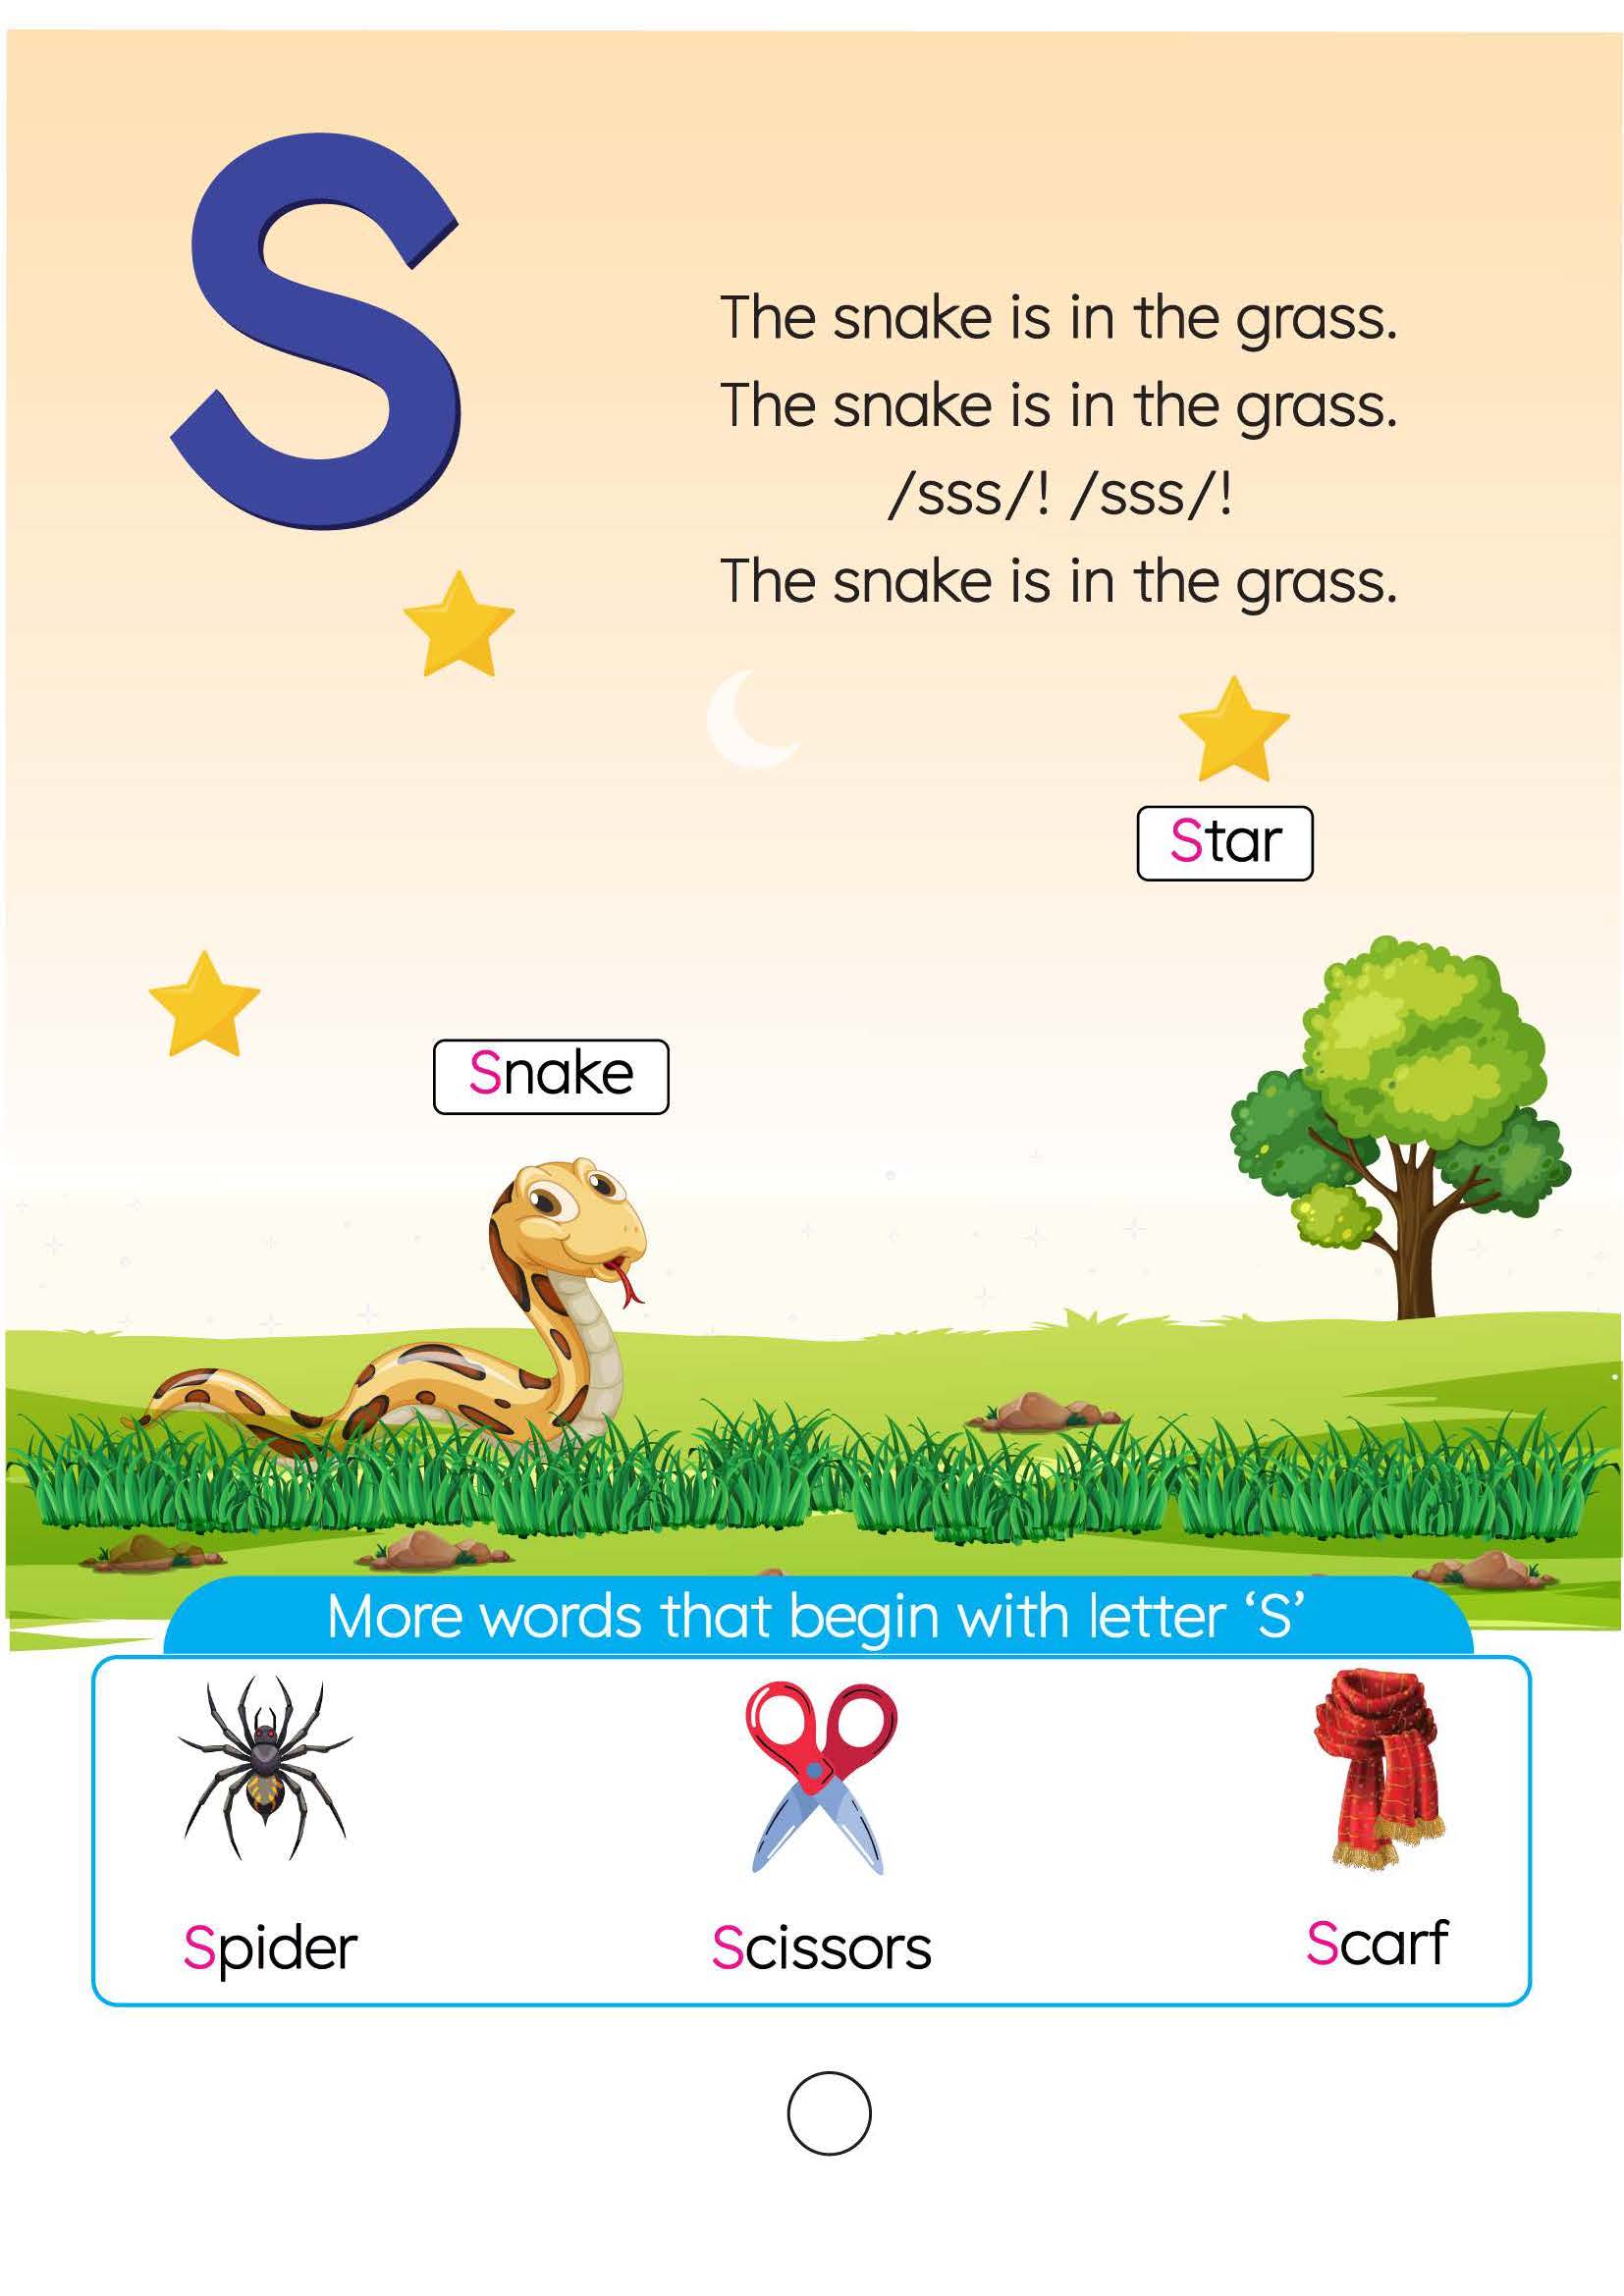 S
The snake is in the grass.
The snake is in the grass.
/sss/! /sss/!
The snake is in the grass.
Star
Snake
More words that begin with letter ‘S’
Spider
Scissors
Scarf